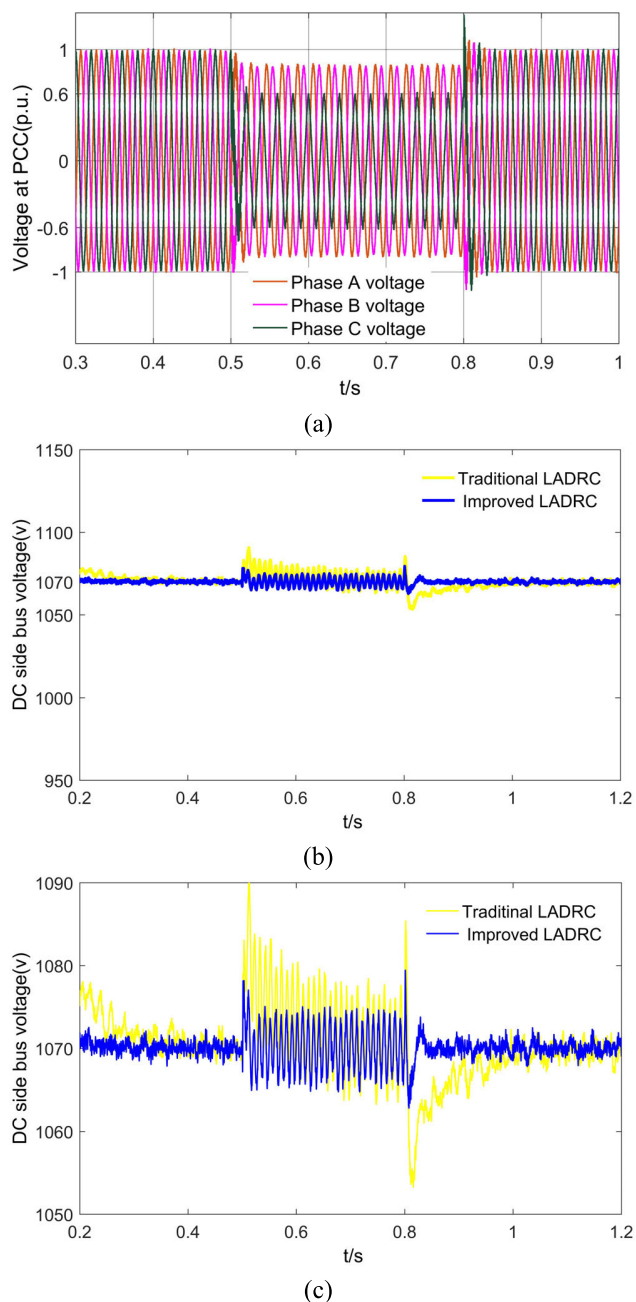 Voltage at PCC(p.u.)
1
0.6
0
-0.6
-1
Phase A voltage
Phase B voltage
Phase C voltage
0.3 0.4 0.5 0.6 0.7 0.8 0.9 1
t/s
(a)
DC side bus voltage(v)
1150
1100
1070
1050
1000
950
Traditional LADRC
Improved LADRC
0.2 0.4 0.6 0.8 1 1.2
t/s
(b)
DC side bus voltage(v)
1090
1080
1070
1060
1050
Traditinal LADRC
Improved LADRC
0.2 0.4 0.6 0.8 1 1.2
t/s
(c)